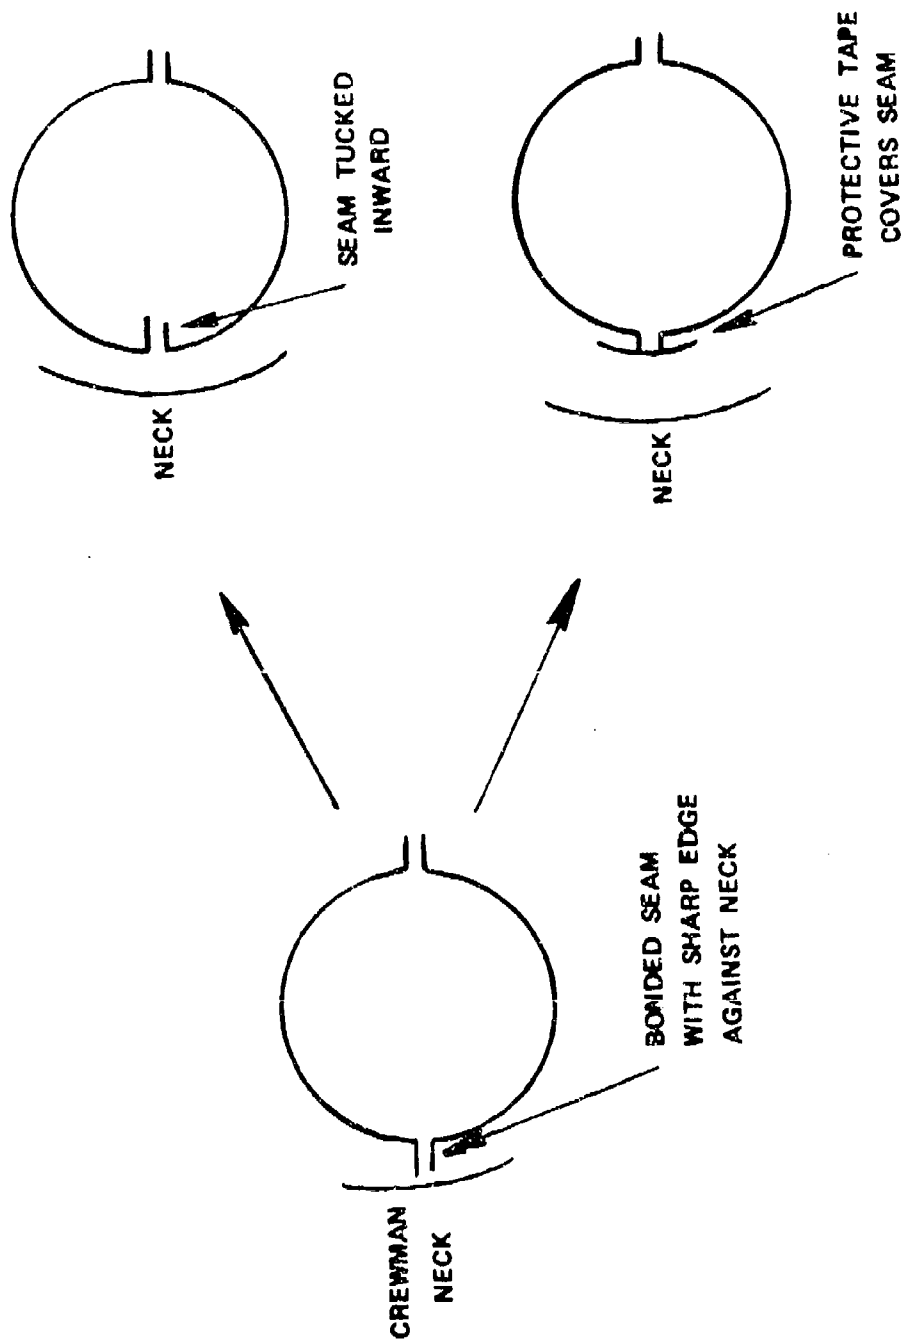 CREWMAN
NECK
BONDED SEAM
WITH SHARP EDGE
AGAINST NECK
NECK
SEAM TUCKED
INWARD
NECK
PROTECTIVE TAPE
COVERS SEAM